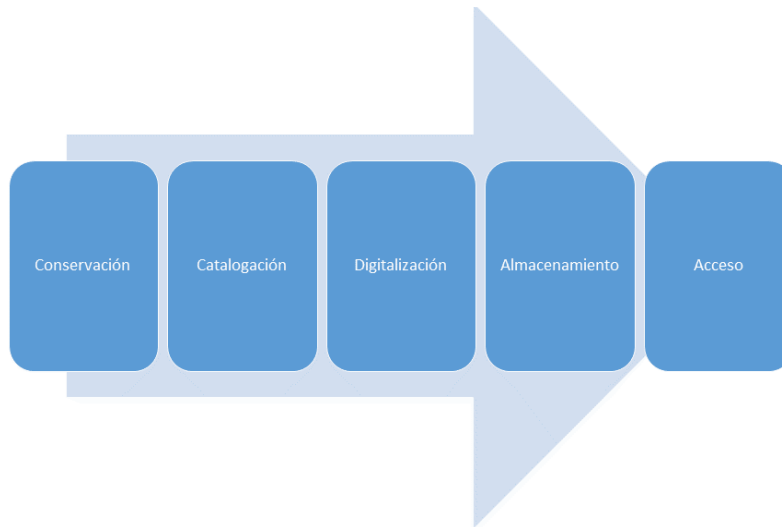 Conservación
Catalogación
Digitalización
Almacenamiento
Acceso